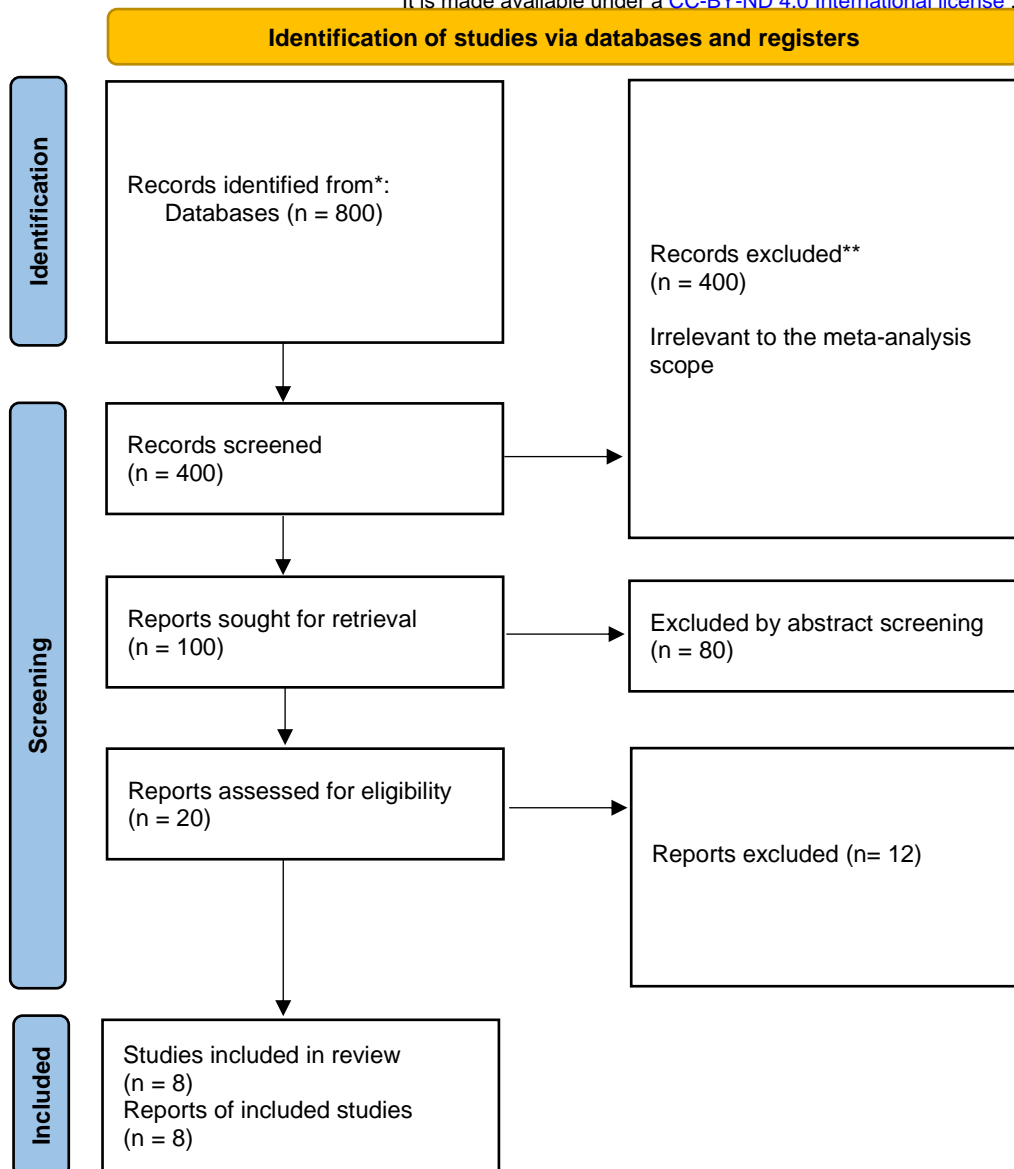 It is made available under a CC-BY-ND 4.0 International license .
Identification of studies via databases and registers
Identification
Records identified from*:
Databases (n = 800)
Records excluded**
(n = 400)
Irrelevant to the meta-analysis
scope
Screening
Records screened
(n = 400)
Reports sought for retrieval
(n = 100)
Excluded by abstract screening
(n = 80)
Reports assessed for eligibility
(n = 20)
Reports excluded (n= 12)
Included
Studies included in review
(n = 8)
Reports of included studies
(n = 8)